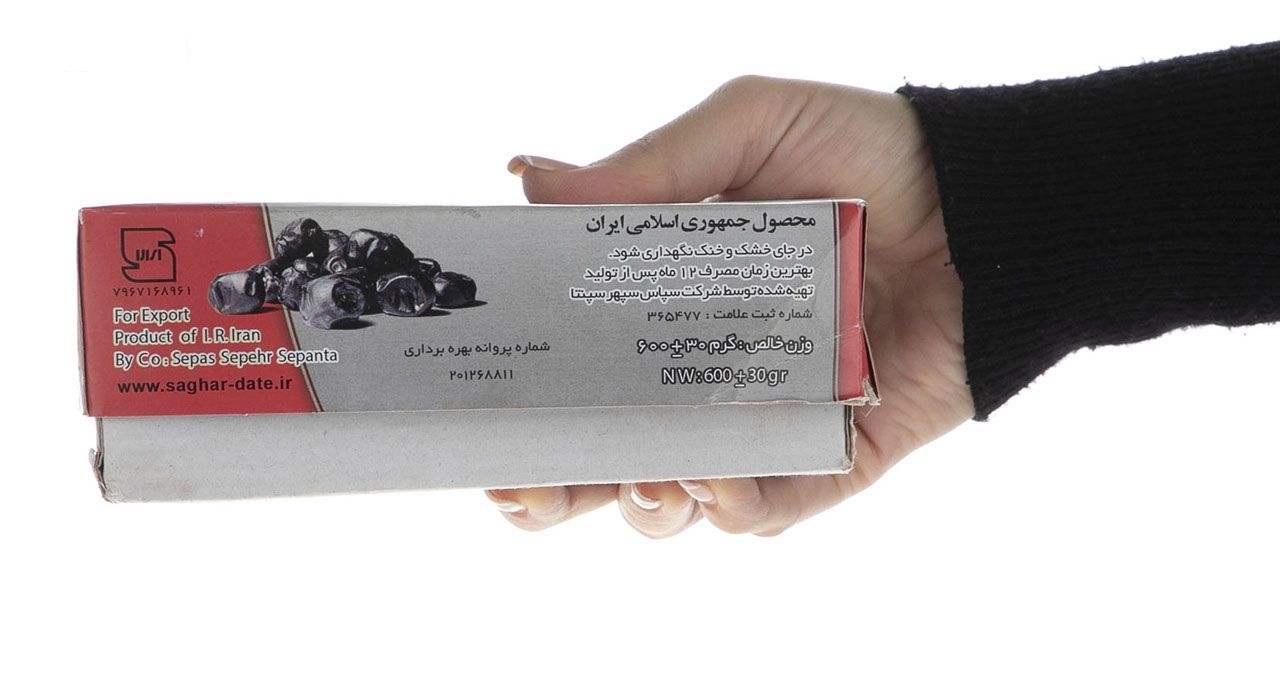 محصول جمهوری اسلامی ایران
در جای خشک و خنک نگهداری شود.
بهترین زمان مصرف ۱۲ ماه پس از تولید
تهیه شده توسط شرکت سپاس سپهر سپنتا
شماره ثبت علامت : ۳۶۵۴۷۷
وزن خالص : گرم ۳۰ ± ۶۰۰
NW: 600 ± 30 gr
شماره پروانه بهره برداری
۲۰۱۲۶۸۸۱۱
۷۹۶۷۱۶۸۹۶۱
For Export
Product of I. R. Iran
By Co : Sepas Sepehr Sepanta
www.saghar-date.ir